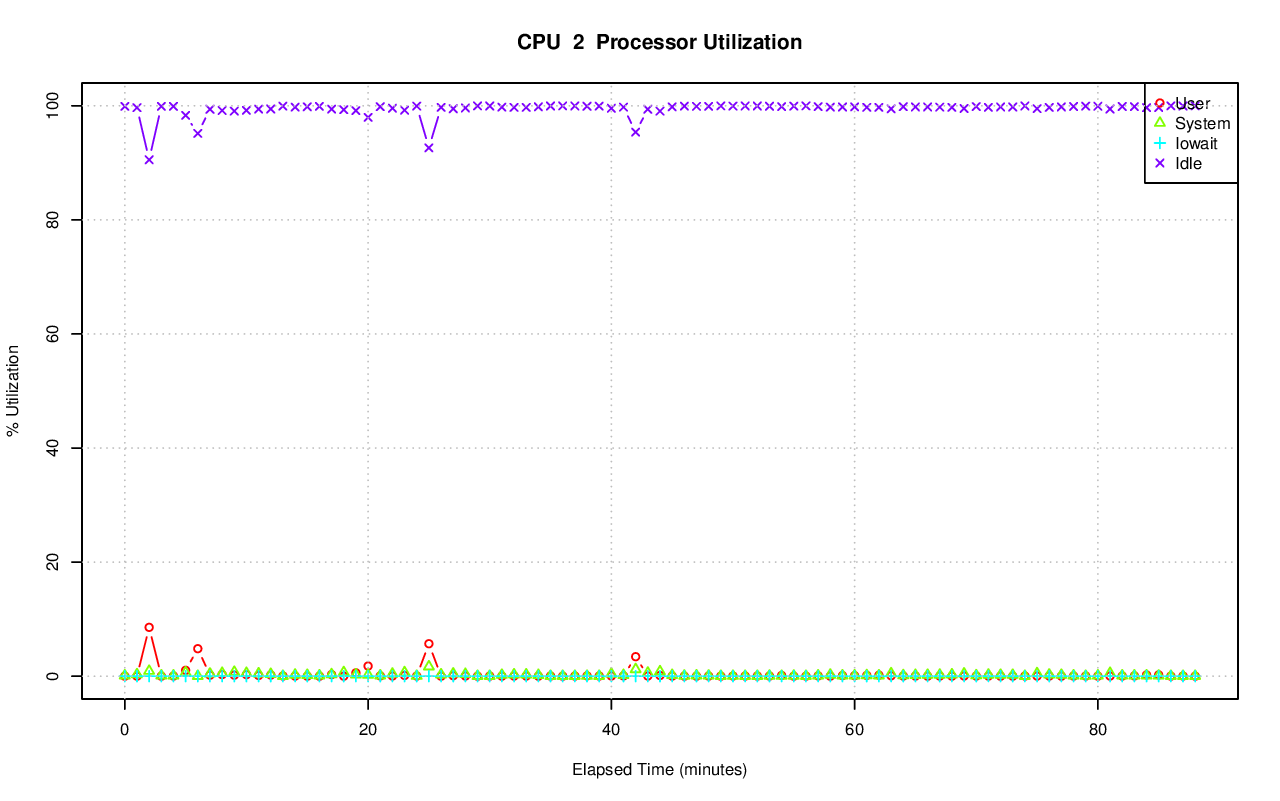 CPU 2 Processor Utilization
% Utilization
100
80
60
40
20
0
User
System
Iowait
Idle
0 20 40 60 80
Elapsed Time (minutes)